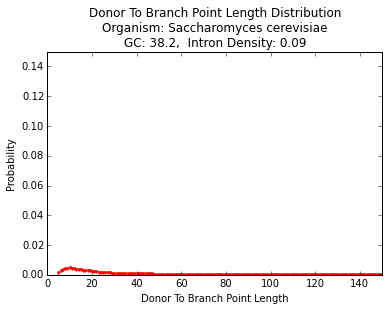 Donor To Branch Point Length Distribution
Organism: Saccharomyces cerevisiae
GC: 38.2,  Intron Density: 0.09
0.14
0.12
0.10
0.08
0.06
0.04
0.02
0.00
Probability
0 20 40 60 80 100 120 140
Donor To Branch Point Length